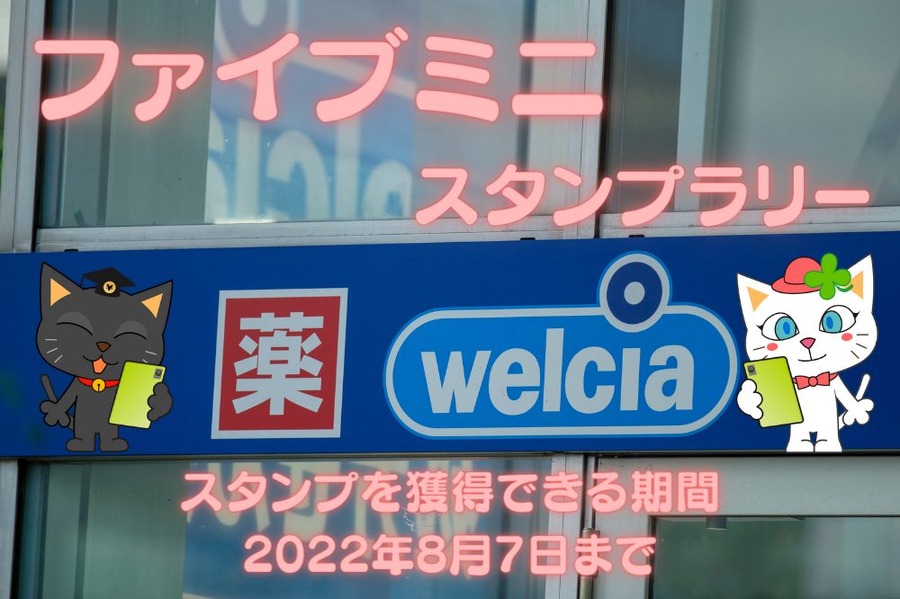 ファイブミニ
スタンプラリー
薬
welcia
スタンプを獲得できる期間
2022年8月7日まで